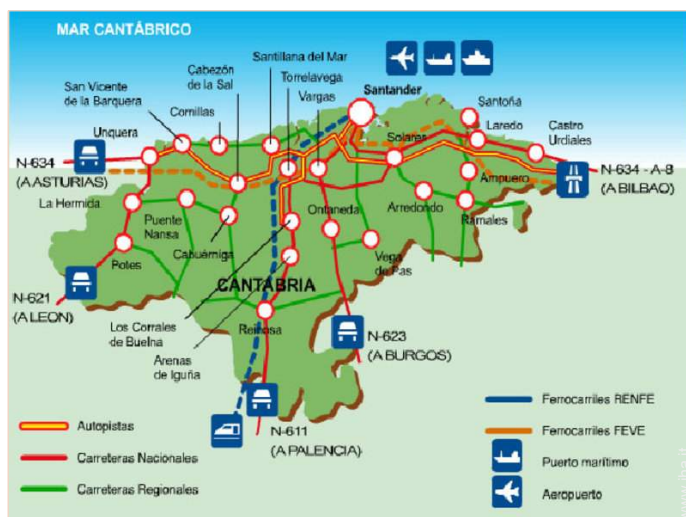 MAR CANTÁBRICO
Santillana del Mar
Cabezón
de la Sal
Torrelavega
San Vicente
de la Barquera
Vargas
Santander
Comillas
Santoña
Unquera
Solares
Laredo
Castro
Urdiales
N-634
(A ASTURIAS)
N-634 - A-8
(A BILBAO)
Ampuero
La Hermida
Puente
Nansa
Ontaneda
Arredondo
Ramales
Cabuérniga
Potes
Vega
de Pas
CANTÁBRIA
N-621
(A LEON)
Los Corrales
de Buelna
Reinosa
N-623
(A BURGOS)
Arenas
de Iguña
N-611
(A PALENCIA)
Autopistas
Carreteras Nacionales
Carreteras Regionales
Ferrocarriles RENFE
Ferrocarriles FEVE
Puerto marítimo
Aeropuerto